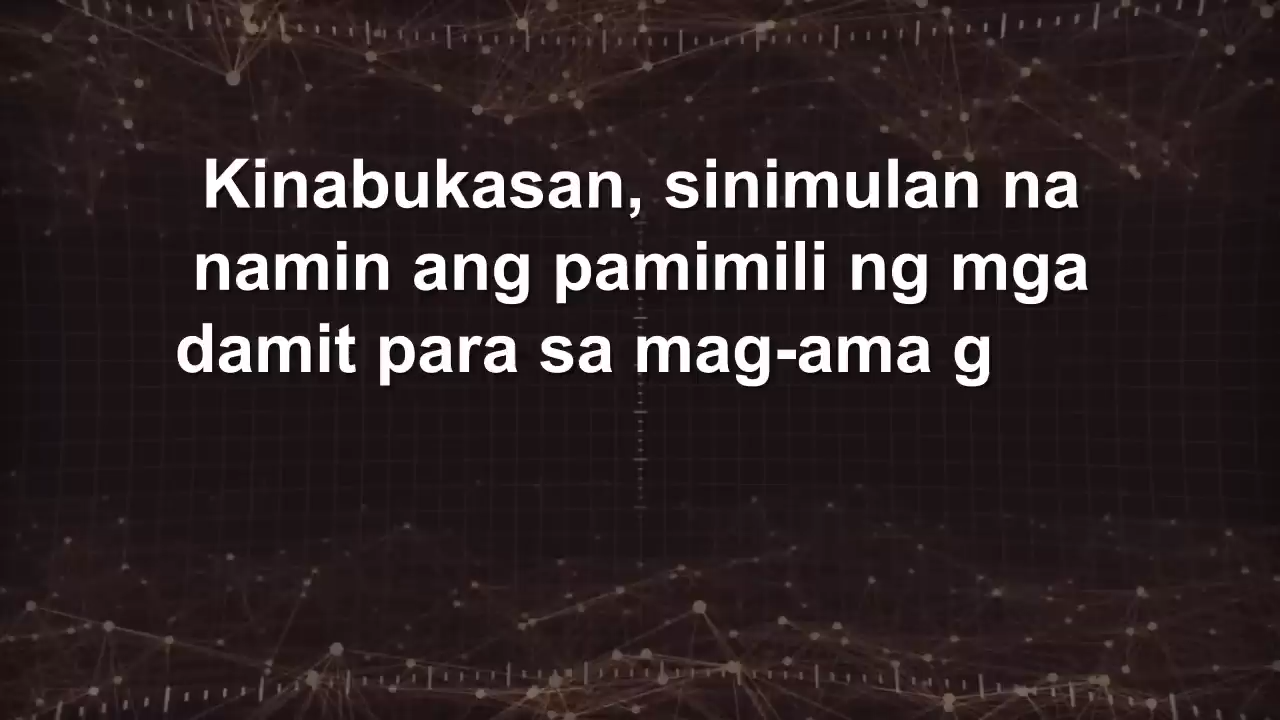 Kinabukasan, sinimulan na
namin ang pamimili ng mga
damit para sa mag-ama g